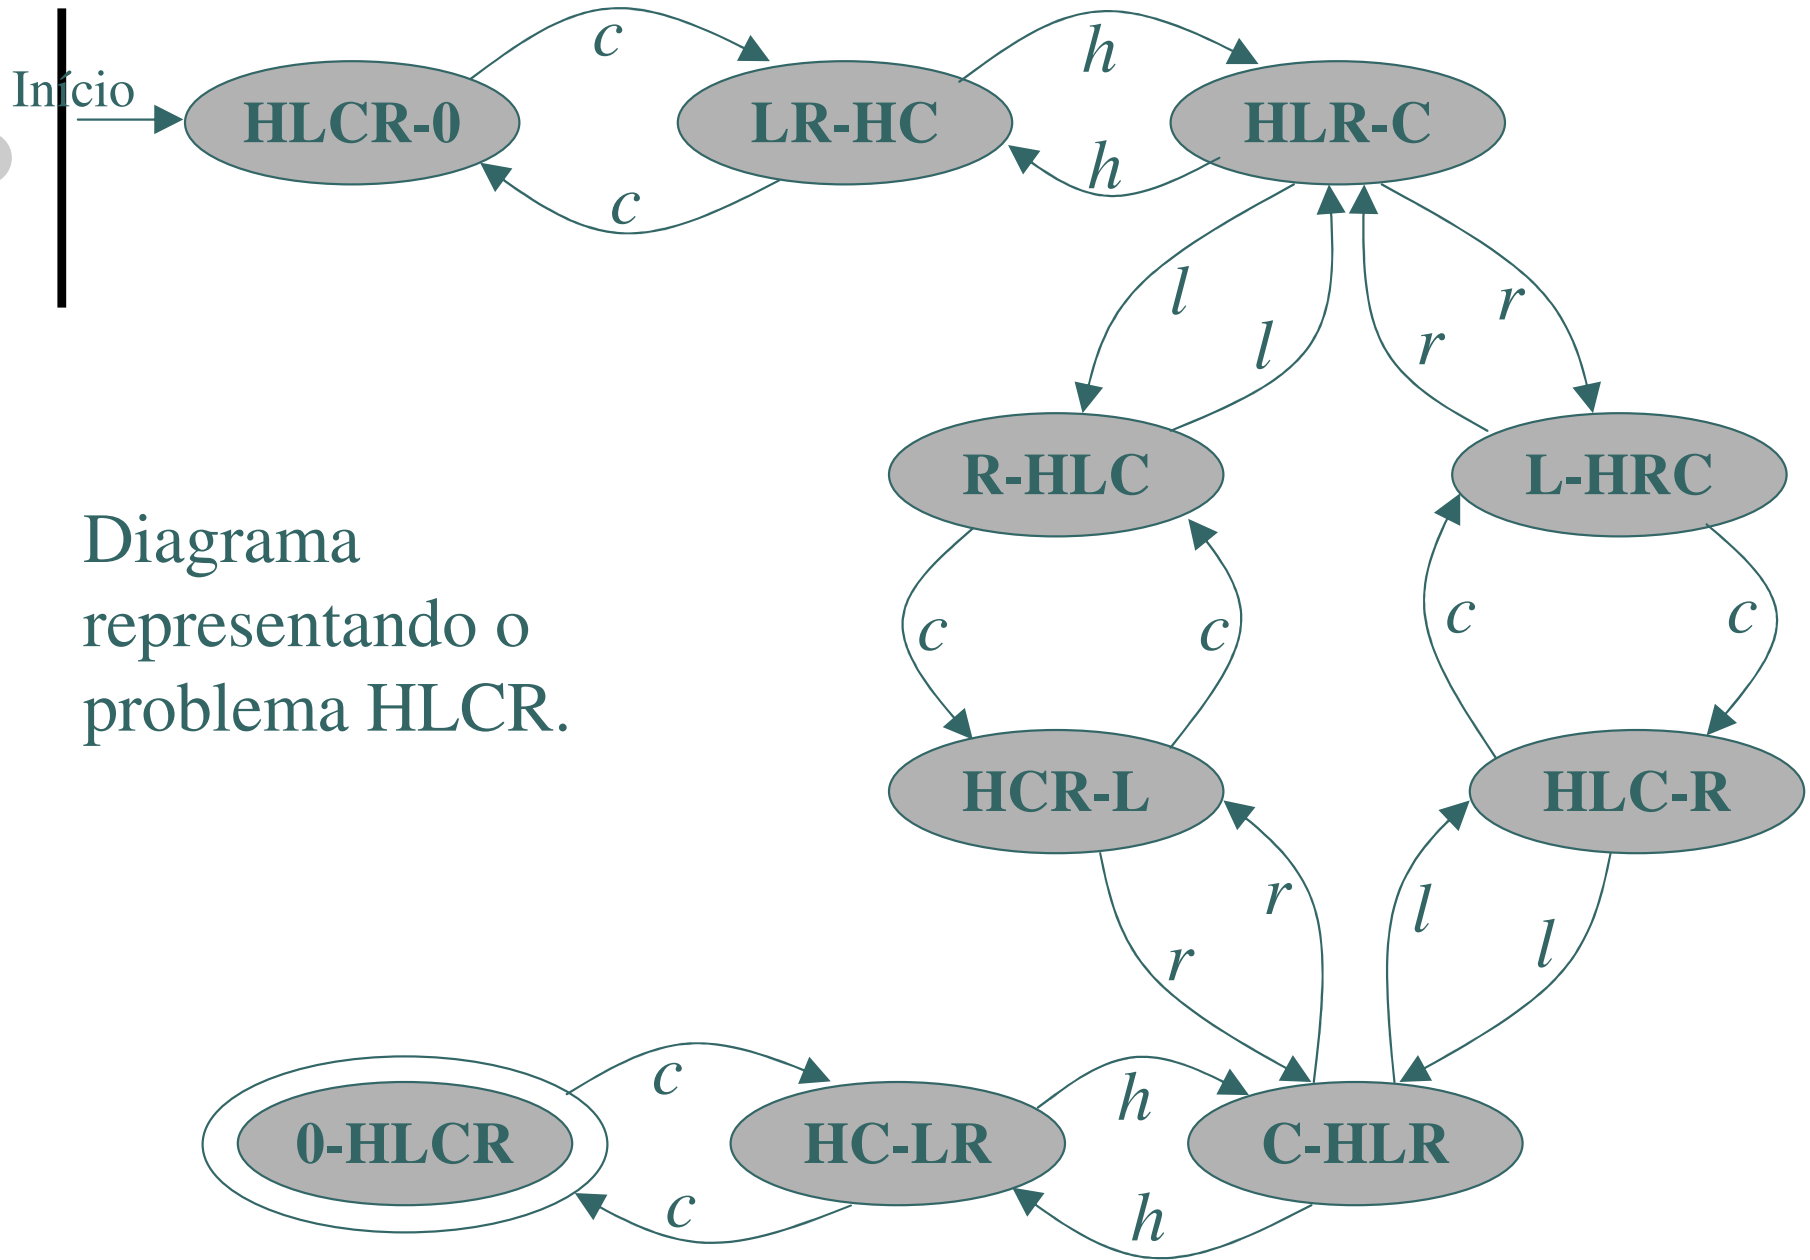 c
h
Início
HLCR-0
LR-HC
HLR-C
c
h
l
l
r
r
R-HLC
L-HRC
Diagrama
representando o
problema HLCR.
c
c
c
c
HCR-L
HLC-R
r
r
l
l
c
h
0-HLCR
HC-LR
C-HLR
c
h